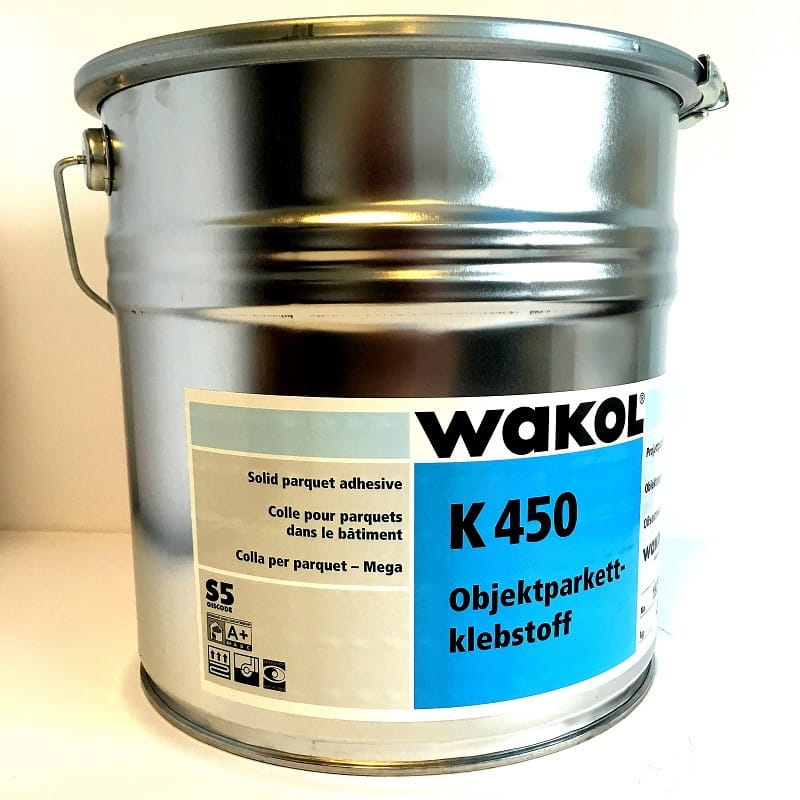 WAKOL®
Solid parquet adhesive
Colle pour parquets
dans le bâtiment
Colla per parquet – Mega
K 450
Objektparkett-
klebstoff
S5
GISCODE
A+